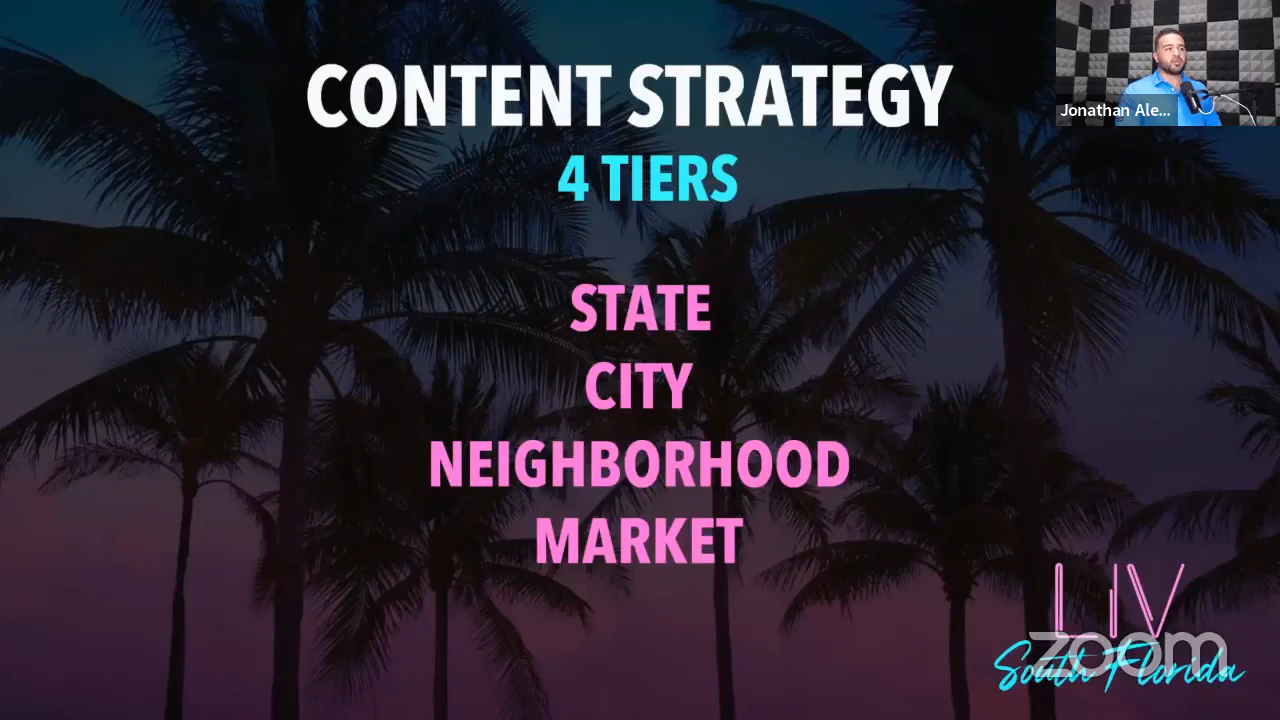 CONTENT STRATEGY
Jonathan Ale...
4 TIERS
STATE
CITY
NEIGHBORHOOD
MARKET
LIV
zoom
South Florida